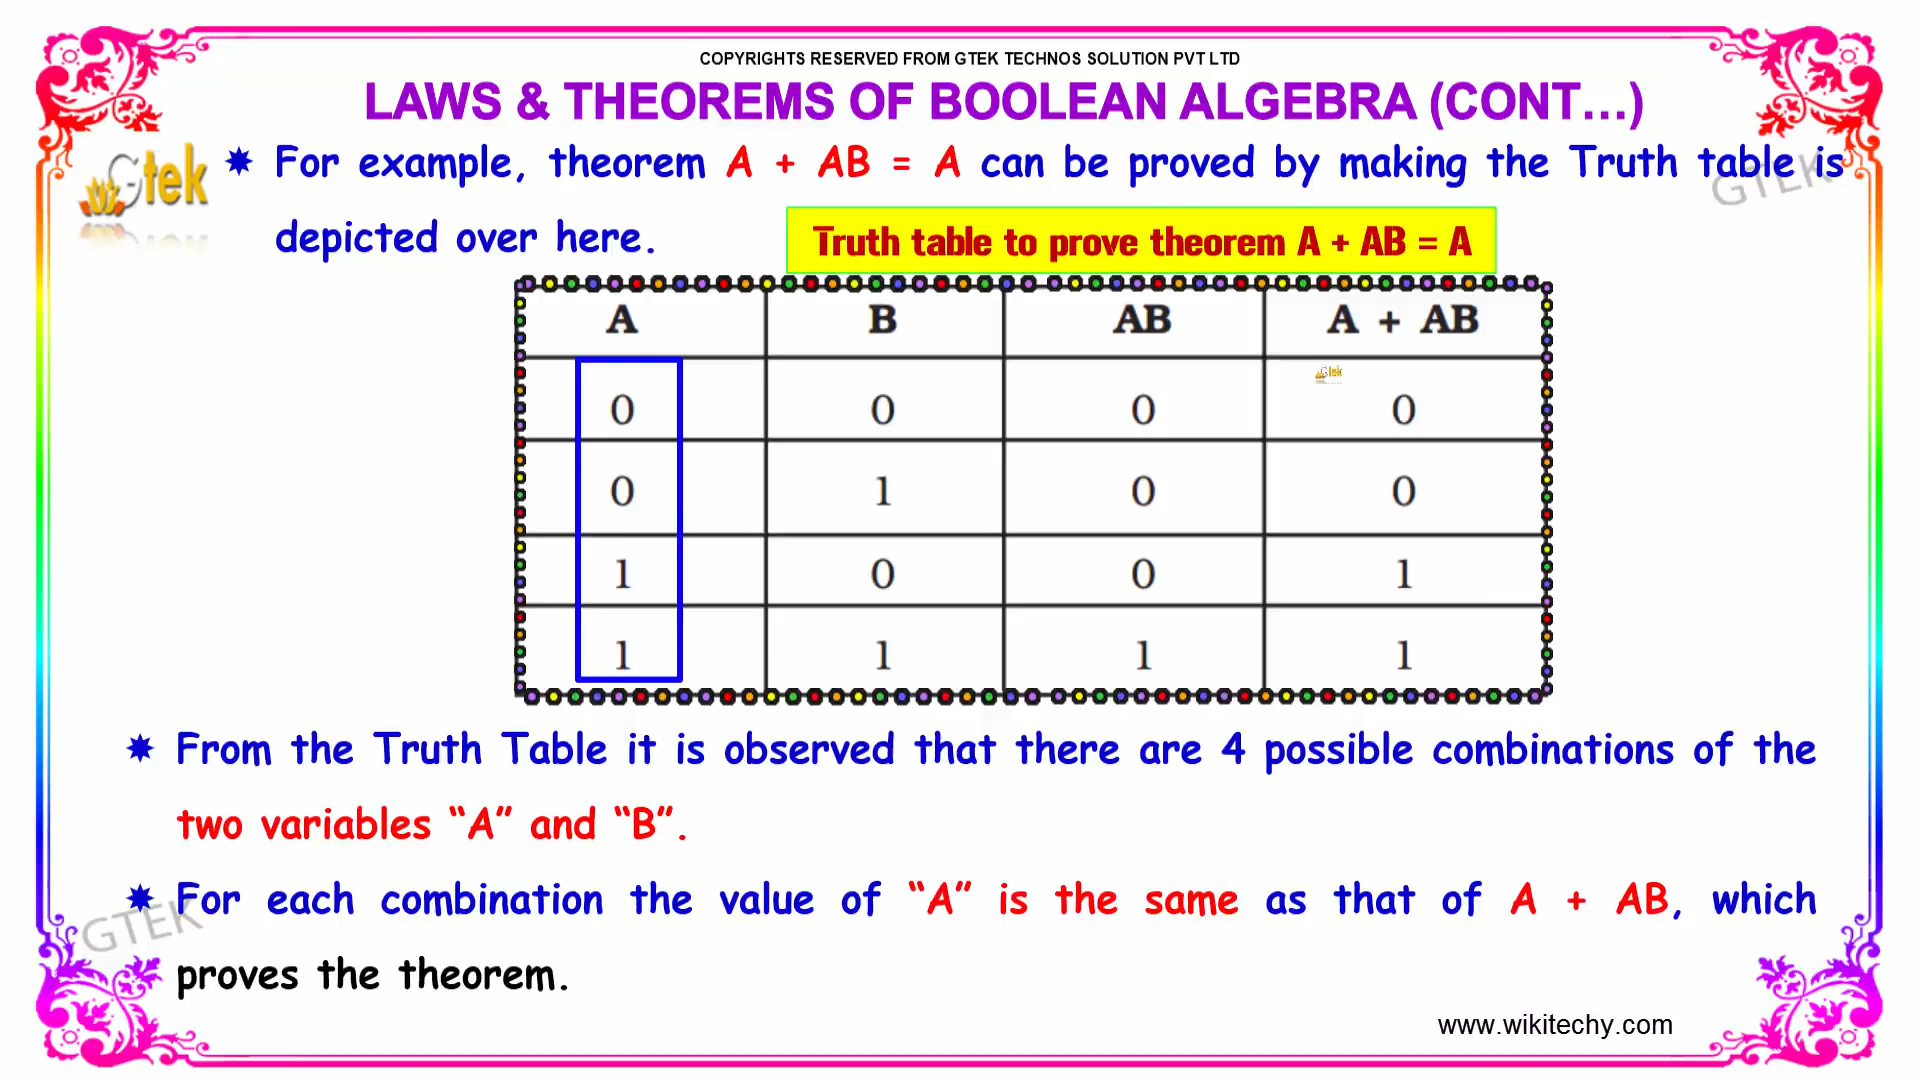 COPYRIGHTS RESERVED FROM GTEK TECHNOS SOLUTION PVT LTD
LAWS & THEOREMS OF BOOLEAN ALGEBRA (CONT...)
Gtek
✷ For example, theorem A + AB = A can be proved by making the Truth table is
GTEK
depicted over here.
Truth table to prove theorem A + AB = A
A B AB A + AB
Gtek
0 0 0 0
0 1 0 0
1 0 0 1
1 1 1 1
✷ From the Truth Table it is observed that there are 4 possible combinations of the
two variables “A” and “B”.
✷ For each combination the value of “A” is the same as that of A + AB, which
GTEK
proves the theorem.
www.wikitechy.com